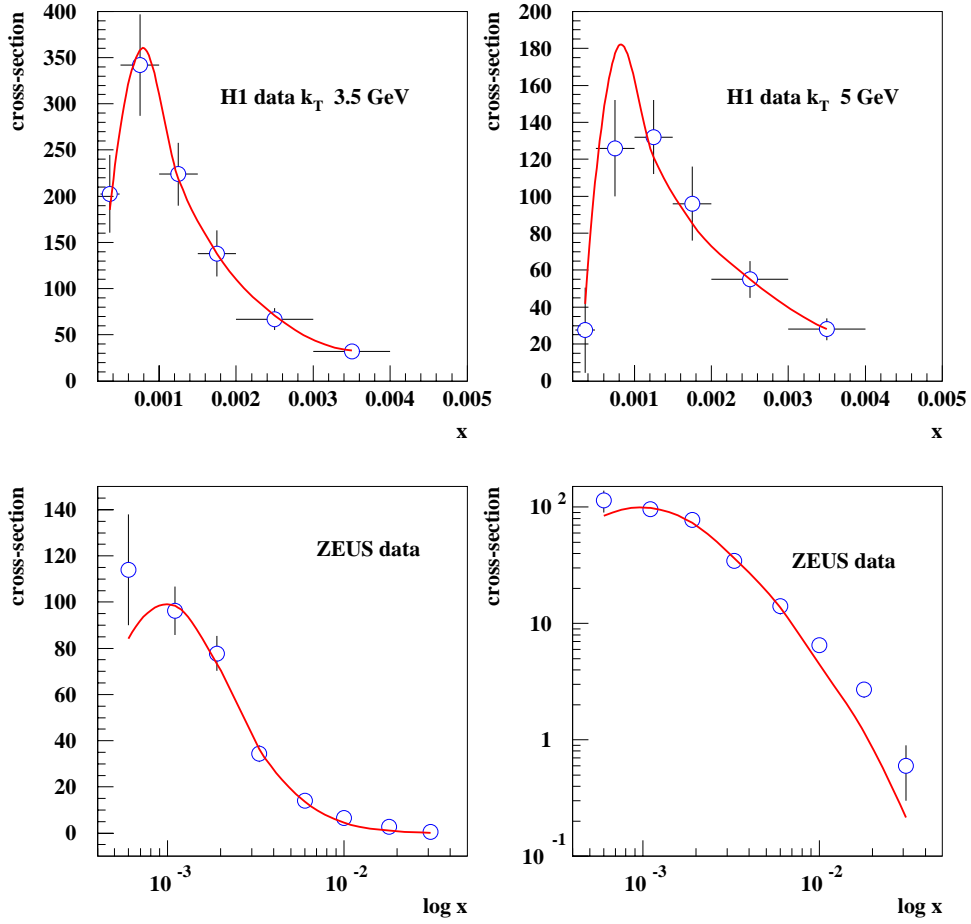 cross-section
400
350
300
250
200
150
100
50
0
H1 data k_T 3.5 GeV
0.001 0.002 0.003 0.004 0.005
x
cross-section
200
180
160
140
120
100
80
60
40
20
0
H1 data k_T 5 GeV
0.001 0.002 0.003 0.004 0.005
x
cross-section
140
120
100
80
60
40
20
0
ZEUS data
10^-3 10^-2
log x
cross-section
10^2
10
1
10^-1
ZEUS data
10^-3 10^-2
log x